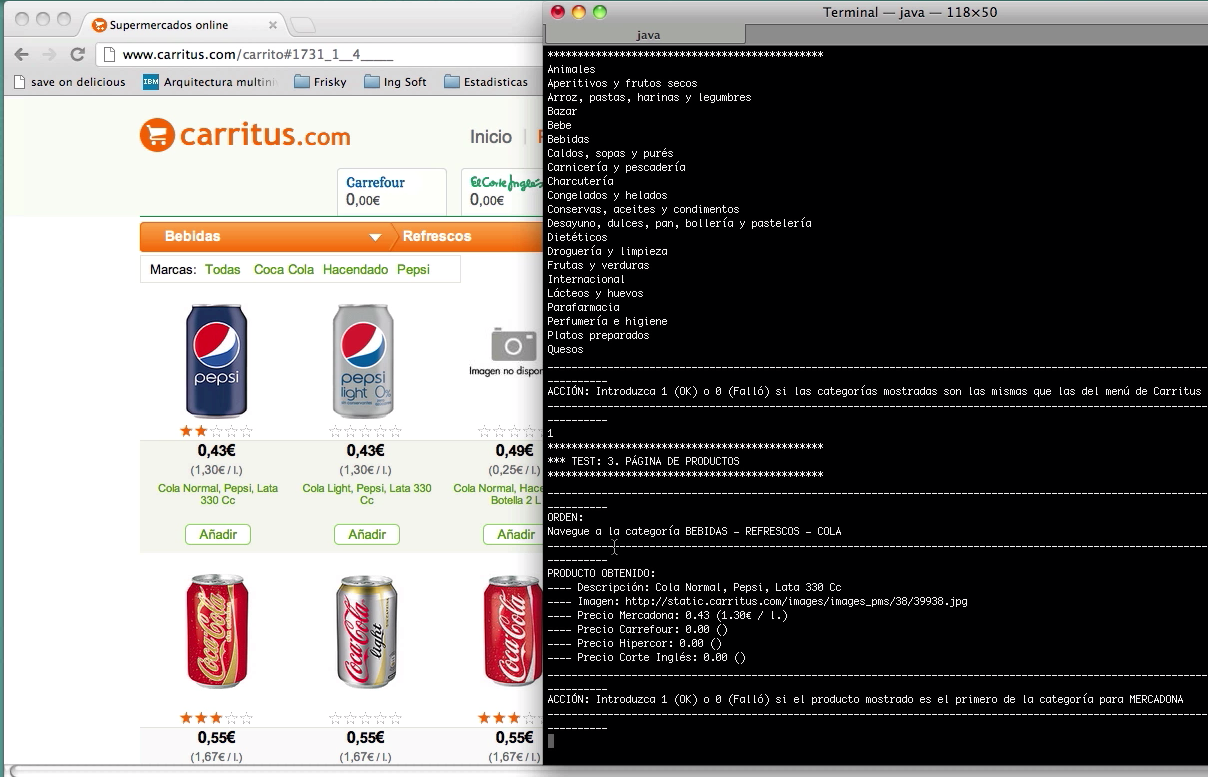 Supermercados online
www.carritus.com/carrito#1731_1__4_____
save on delicious
IBM
Arquitectura multini
Frisky
Ing Soft
Estadisticas
carritus.com
Inicio
Carrefour
0,00€
El Corte Inglés
0,00€
Bebidas
Refrescos
Marcas: Todas Coca Cola Hacendado Pepsi
pepsi
pepsi
light 0%
Imagen no dispon
0,43€
0,43€
0,49€
(1,30€ / l.)
(1,30€ / l.)
(0,25€ / l.)
Cola Normal, Pepsi, Lata
330 Cc
Cola Light, Pepsi, Lata 330
Cc
Cola Normal, Hace
Botella 2 L
Añadir
Añadir
Añadir
Coca-Cola
Coca-Cola
light
Coca-Cola
0,55€
0,55€
0,55€
(1,67€ / l.)
(1,67€ / l.)
(1,67€ / l.)
Terminal — java — 118×50
java
**********************************************
Animales
Aperitivos y frutos secos
Arroz, pastas, harinas y legumbres
Bazar
Bebe
Bebidas
Caldos, sopas y purés
Carnicería y pescadería
Charcutería
Congelados y helados
Conservas, aceites y condimentos
Desayuno, dulces, pan, bollería y pastelería
Dietéticos
Droguería y limpieza
Frutas y verduras
Internacional
Lácteos y huevos
Parafarmacia
Perfumería e higiene
Platos preparados
Quesos
----------
ACCIÓN: Introduzca 1 (OK) o 0 (Falló) si las categorías mostradas son las mismas que las del menú de Carritus
----------
1
**********************************************
*** TEST: 3. PÁGINA DE PRODUCTOS
**********************************************
----------
ORDEN:
Navegue a la categoría BEBIDAS - REFRESCOS - COLA
----------
PRODUCTO OBTENIDO:
---- Descripción: Cola Normal, Pepsi, Lata 330 Cc
---- Imagen: http://static.carritus.com/images/images_pms/38/39938.jpg
---- Precio Mercadona: 0.43 (1.30€ / l.)
---- Precio Carrefour: 0.00 ()
---- Precio Hipercor: 0.00 ()
---- Precio Corte Inglés: 0.00 ()
----------
ACCIÓN: Introduzca 1 (OK) o 0 (Falló) si el producto mostrado es el primero de la categoría para MERCADONA
----------